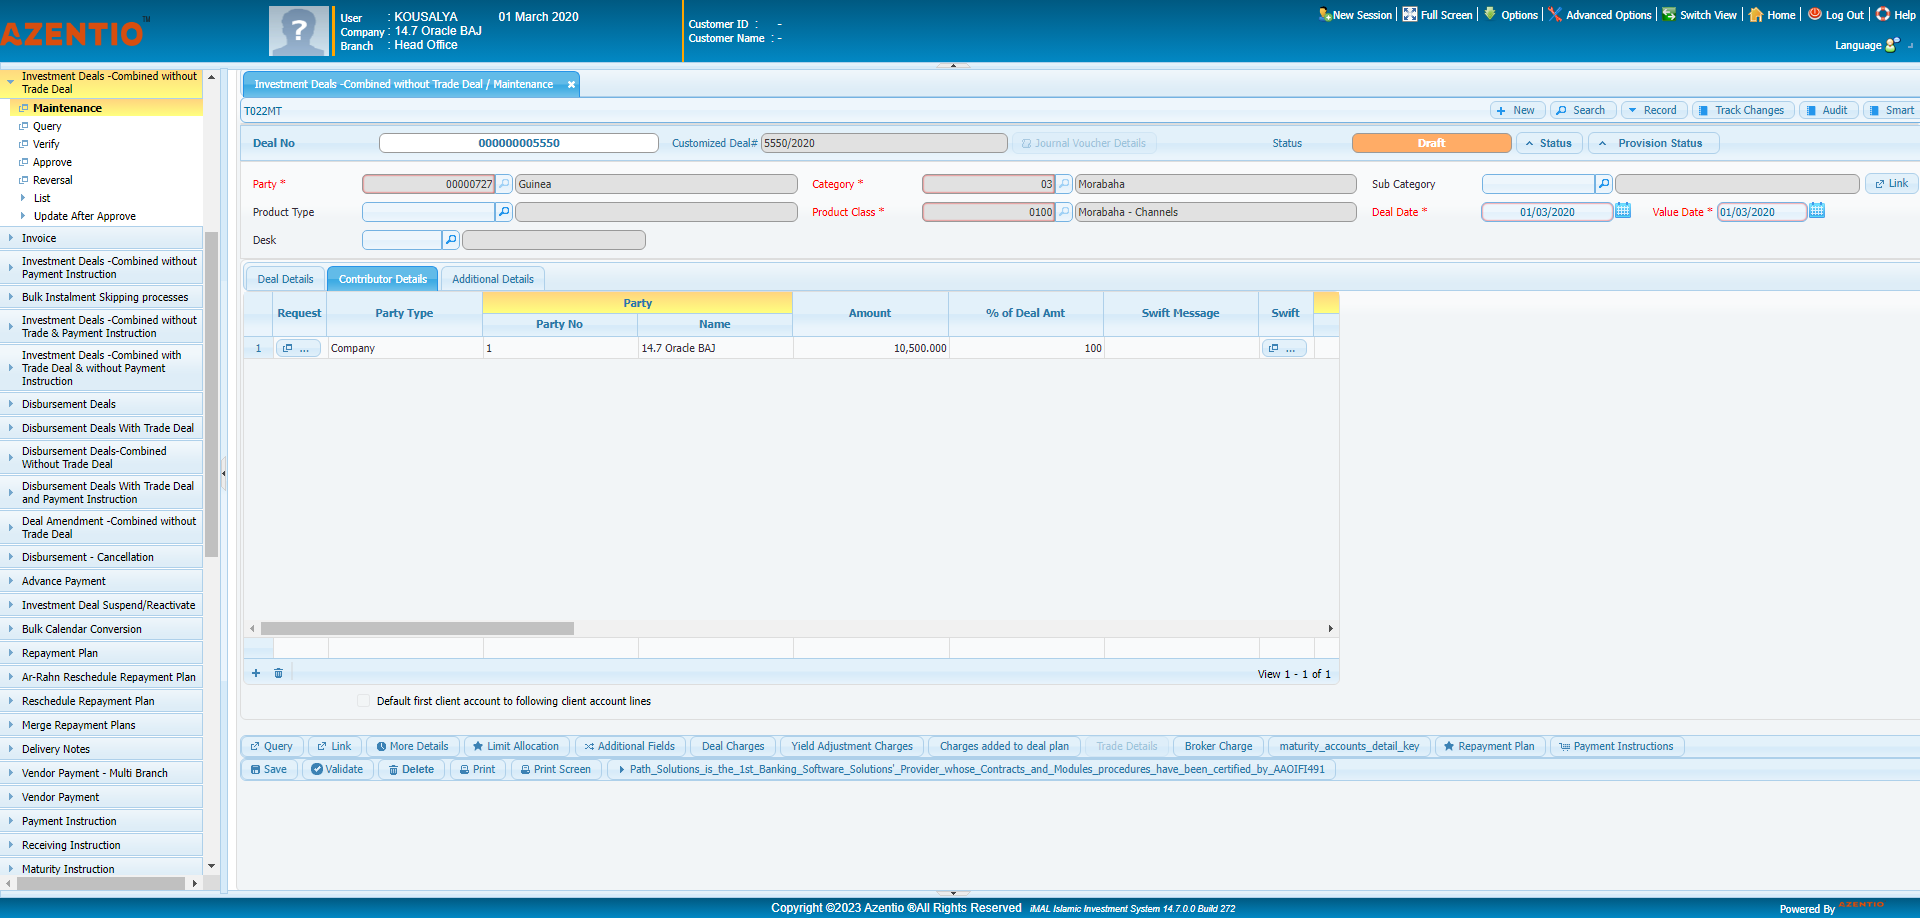 AZENTIO™
User : KOUSALYA 01 March 2020
Company : 14.7 Oracle BAJ
Branch : Head Office
Customer ID : -
Customer Name : -
New Session Full Screen Options Advanced Options Switch View Home Log Out Help
Language
Investment Deals -Combined without Trade Deal
Maintenance
Query
Verify
Approve
Reversal
List
Update After Approve
Invoice
Investment Deals -Combined without Payment Instruction
Bulk Instalment Skipping processes
Investment Deals -Combined without Trade & Payment Instruction
Investment Deals -Combined with Trade Deal & without Payment Instruction
Disbursement Deals
Disbursement Deals With Trade Deal
Disbursement Deals-Combined Without Trade Deal
Disbursement Deals With Trade Deal and Payment Instruction
Deal Amendment -Combined without Trade Deal
Disbursement - Cancellation
Advance Payment
Investment Deal Suspend/Reactivate
Bulk Calendar Conversion
Repayment Plan
Ar-Rahn Reschedule Repayment Plan
Reschedule Repayment Plan
Merge Repayment Plans
Delivery Notes
Vendor Payment - Multi Branch
Vendor Payment
Payment Instruction
Receiving Instruction
Maturity Instruction
Investment Deals -Combined without Trade Deal / Maintenance
T022MT
New Search Record Track Changes Audit Smart
Deal No 000000005550 Customized Deal# 5550/2020 Journal Voucher Details Status Draft Status Provision Status
Party * 00000727 Guinea Category * 03 Morabaha Sub Category Link
Product Type Product Class * 0100 Morabaha - Channels Deal Date * 01/03/2020 Value Date * 01/03/2020
Desk
Deal Details Contributor Details Additional Details
Request Party Type Party Amount % of Deal Amt Swift Message Swift
Party No Name
1 ... Company 1 14.7 Oracle BAJ 10,500.000 100 ...
View 1 - 1 of 1
Default first client account to following client account lines
Query Link More Details Limit Allocation Additional Fields Deal Charges Yield Adjustment Charges Charges added to deal plan Trade Details Broker Charge maturity_accounts_detail_key Repayment Plan Payment Instructions
Save Validate Delete Print Print Screen Path_Solutions_is_the_1st_Banking_Software_Solutions'_Provider_whose_Contracts_and_Modules_procedures_have_been_certified_by_AAOIFI491
Copyright ©2023 Azentio ®All Rights Reserved iMAL Islamic Investment System 14.7.0.0 Build 272
Powered By AZENTIO